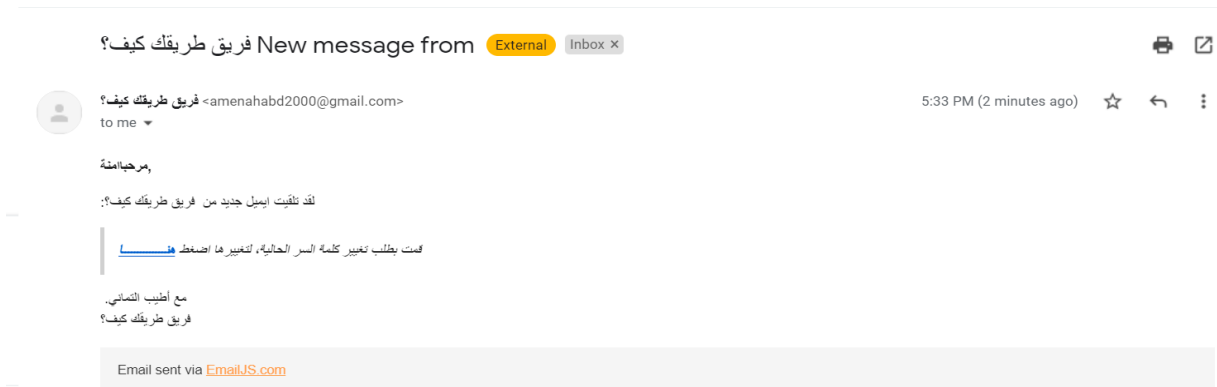 New message from فريق طريقك كيف؟ External Inbox ×
فريق طريقك كيف؟ <amenahabd2000@gmail.com> 5:33 PM (2 minutes ago)
to me
مرحباامنة,
لقد تلقيت ايميل جديد من فريق طريقك كيف؟:
قمت بطلب تغيير كلمة السر الحالية، لتغييرها اضغط هنـــــــا
مع أطيب التماني.
فريق طريقك كيف؟
Email sent via EmailJS.com